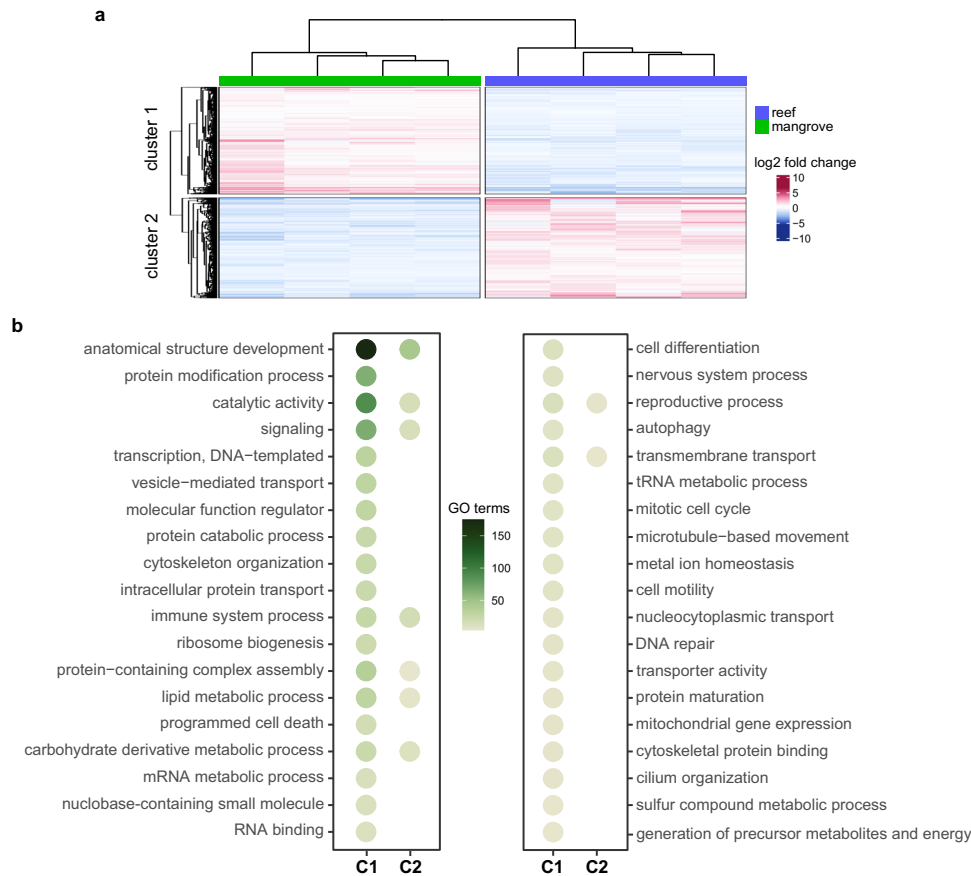 a
cluster 1
cluster 2
reef
mangrove
log2 fold change
10
5
0
−5
−10
b
anatomical structure development
protein modification process
catalytic activity
signaling
transcription, DNA-templated
vesicle-mediated transport
molecular function regulator
protein catabolic process
cytoskeleton organization
intracellular protein transport
immune system process
ribosome biogenesis
protein−containing complex assembly
lipid metabolic process
programmed cell death
carbohydrate derivative metabolic process
mRNA metabolic process
nuclobase-containing small molecule
RNA binding
C1 C2
GO terms
150
100
50
cell differentiation
nervous system process
reproductive process
autophagy
transmembrane transport
tRNA metabolic process
mitotic cell cycle
microtubule−based movement
metal ion homeostasis
cell motility
nucleocytoplasmic transport
DNA repair
transporter activity
protein maturation
mitochondrial gene expression
cytoskeletal protein binding
cilium organization
sulfur compound metabolic process
generation of precursor metabolites and energy
C1 C2